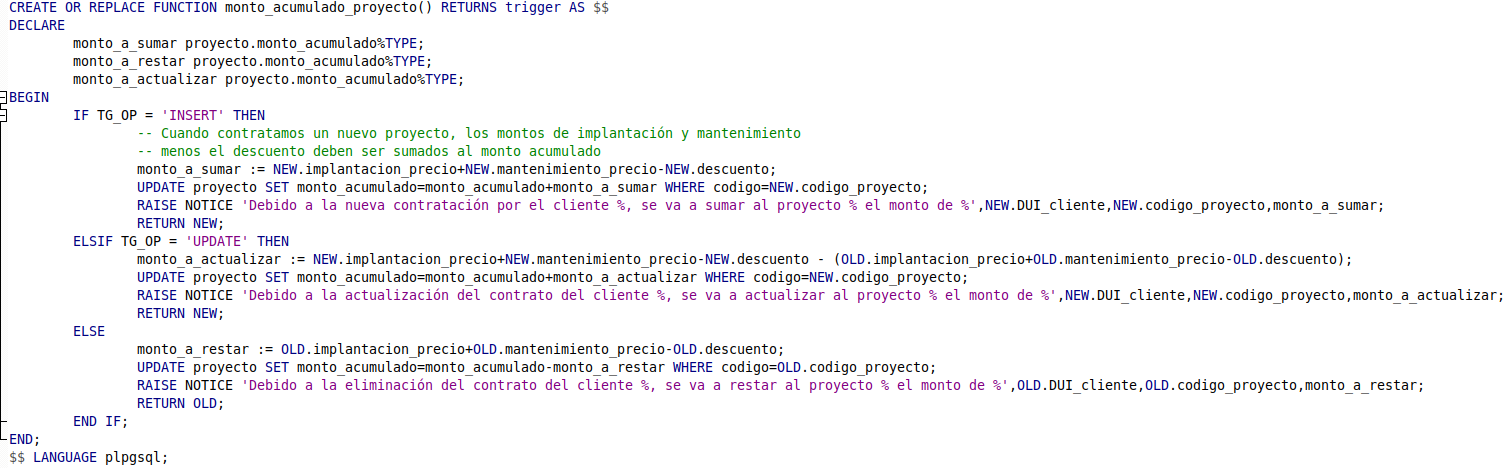 CREATE OR REPLACE FUNCTION monto_acumulado_proyecto() RETURNS trigger AS $$
DECLARE
monto_a_sumar proyecto.monto_acumulado%TYPE;
monto_a_restar proyecto.monto_acumulado%TYPE;
monto_a_actualizar proyecto.monto_acumulado%TYPE;
BEGIN
IF TG_OP = 'INSERT' THEN
-- Cuando contratamos un nuevo proyecto, los montos de implantación y mantenimiento
-- menos el descuento deben ser sumados al monto acumulado
monto_a_sumar := NEW.implantacion_precio+NEW.mantenimiento_precio-NEW.descuento;
UPDATE proyecto SET monto_acumulado=monto_acumulado+monto_a_sumar WHERE codigo=NEW.codigo_proyecto;
RAISE NOTICE 'Debido a la nueva contratación por el cliente %, se va a sumar al proyecto % el monto de %',NEW.DUI_cliente,NEW.codigo_proyecto,monto_a_sumar;
RETURN NEW;
ELSIF TG_OP = 'UPDATE' THEN
monto_a_actualizar := NEW.implantacion_precio+NEW.mantenimiento_precio-NEW.descuento - (OLD.implantacion_precio+OLD.mantenimiento_precio-OLD.descuento);
UPDATE proyecto SET monto_acumulado=monto_acumulado+monto_a_actualizar WHERE codigo=NEW.codigo_proyecto;
RAISE NOTICE 'Debido a la actualización del contrato del cliente %, se va a actualizar al proyecto % el monto de %',NEW.DUI_cliente,NEW.codigo_proyecto,monto_a_actualizar;
RETURN NEW;
ELSE
monto_a_restar := OLD.implantacion_precio+OLD.mantenimiento_precio-OLD.descuento;
UPDATE proyecto SET monto_acumulado=monto_acumulado-monto_a_restar WHERE codigo=OLD.codigo_proyecto;
RAISE NOTICE 'Debido a la eliminación del contrato del cliente %, se va a restar al proyecto % el monto de %',OLD.DUI_cliente,OLD.codigo_proyecto,monto_a_restar;
RETURN OLD;
END IF;
END;
$$ LANGUAGE plpgsql;